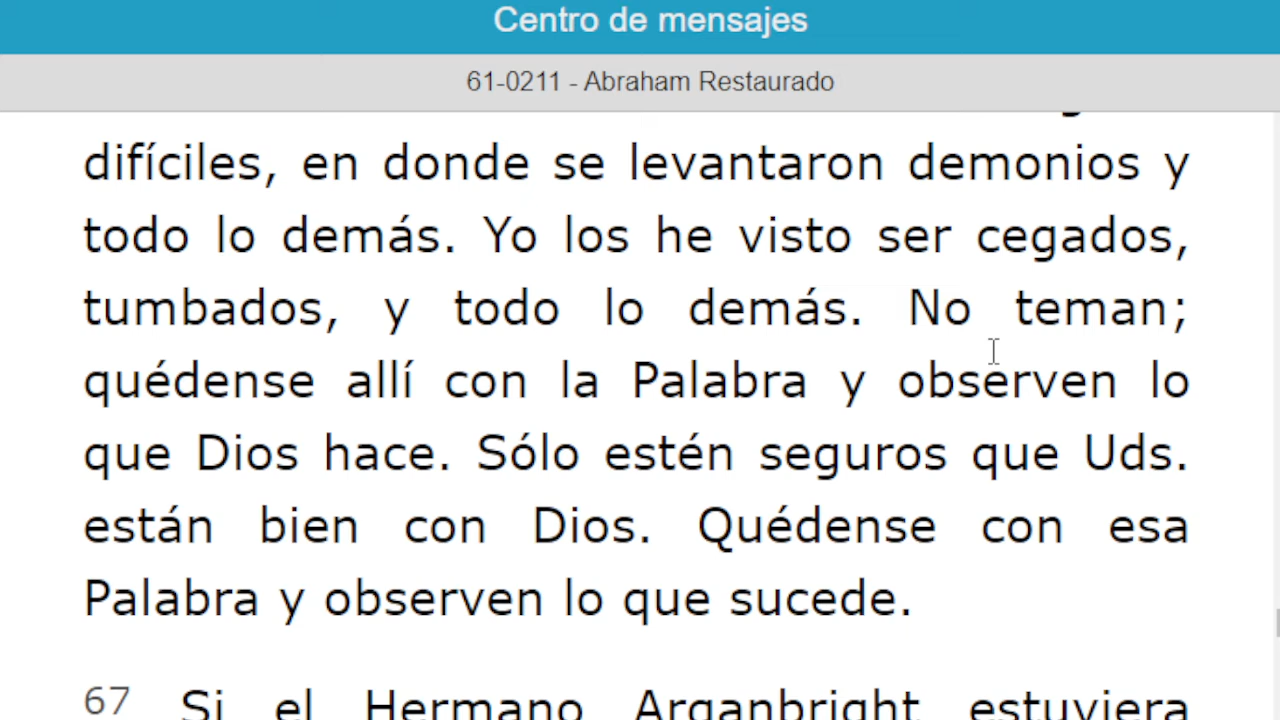 Centro de mensajes
61-0211 - Abraham Restaurado
difíciles, en donde se levantaron demonios y
todo lo demás. Yo los he visto ser cegados,
tumbados, y todo lo demás. No teman;
quédense allí con la Palabra y observen lo
que Dios hace. Sólo estén seguros que Uds.
están bien con Dios. Quédense con esa
Palabra y observen lo que sucede.
67 Si el Hermano Arganbright estuviera